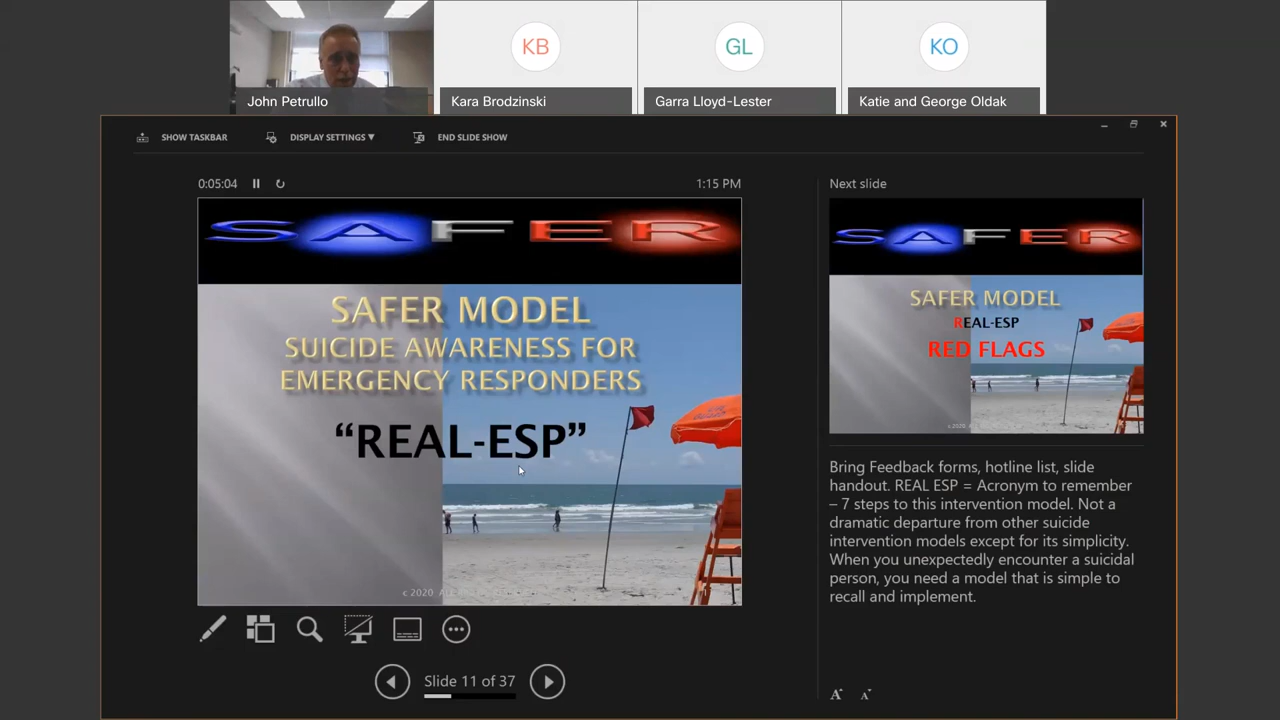 KB
GL
KO
John Petrullo
Kara Brodzinski
Garra Lloyd-Lester
Katie and George Oldak
SHOW TASKBAR
DISPLAY SETTINGS ▼
END SLIDE SHOW
0:05:04
1:15 PM
SAFER
SAFER MODEL
SUICIDE AWARENESS FOR
EMERGENCY RESPONDERS
“REAL-ESP”
c 2020
Slide 11 of 37
Next slide
SAFER
SAFER MODEL
REAL-ESP
RED FLAGS
Bring Feedback forms, hotline list, slide
handout. REAL ESP = Acronym to remember
– 7 steps to this intervention model. Not a
dramatic departure from other suicide
intervention models except for its simplicity.
When you unexpectedly encounter a suicidal
person, you need a model that is simple to
recall and implement.
A A